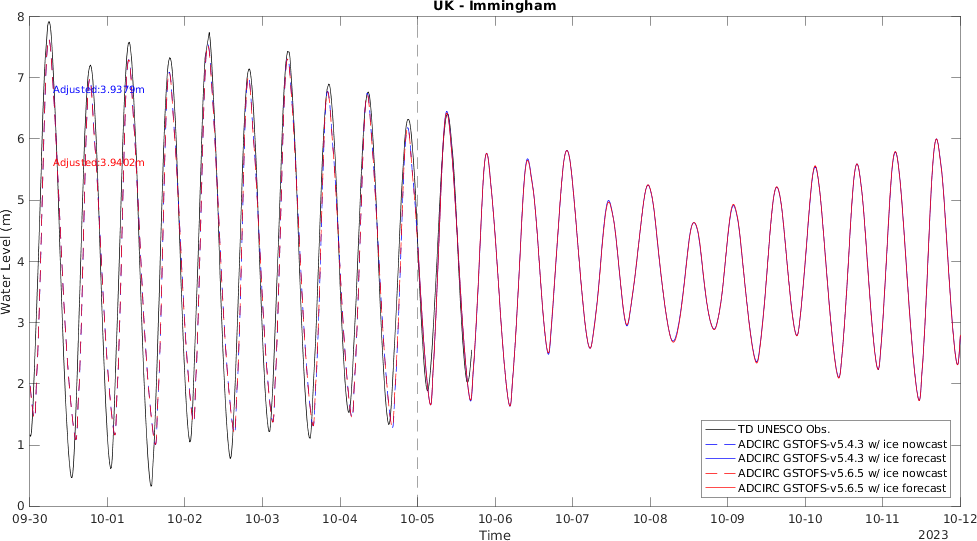 UK - Immingham
8
7
6
5
4
3
2
1
0
Water Level (m)
Adjusted:3.9379m
Adjusted:3.9402m
TD UNESCO Obs.
ADCIRC GSTOFS-v5.4.3 w/ ice nowcast
ADCIRC GSTOFS-v5.4.3 w/ ice forecast
ADCIRC GSTOFS-v5.6.5 w/ ice nowcast
ADCIRC GSTOFS-v5.6.5 w/ ice forecast
09-30 10-01 10-02 10-03 10-04 10-05 10-06 10-07 10-08 10-09 10-10 10-11 10-12
Time
2023